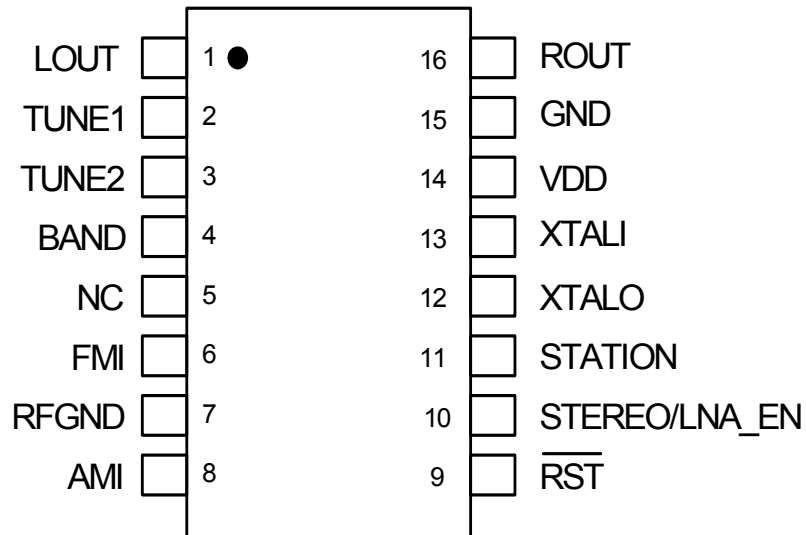 LOUT 1 16 ROUT
TUNE1 2 15 GND
TUNE2 3 14 VDD
BAND 4 13 XTALI
NC 5 12 XTALO
FMI 6 11 STATION
RFGND 7 10 STEREO/LNA_EN
AMI 8 9 R̅S̅T̅